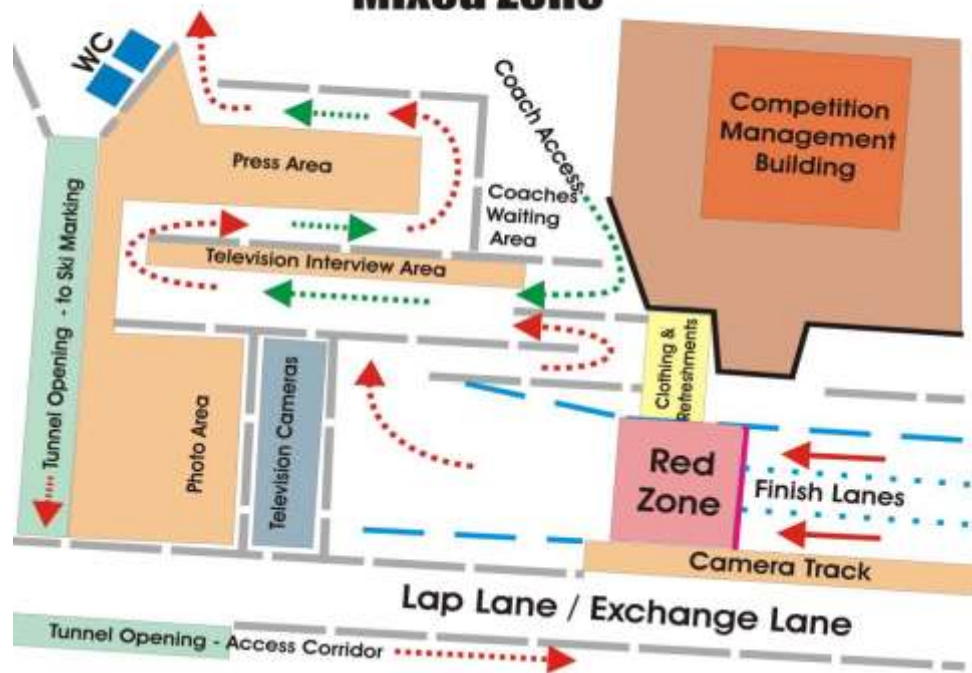 Mixed Zone
WC
Coach Access
Competition
Management
Building
Press Area
Coaches
Waiting
Area
Television Interview Area
Tunnel Opening - to Ski Marking
Clothing &
Refreshments
Photo Area
Television Cameras
Red
Zone
Finish Lanes
Camera Track
Lap Lane / Exchange Lane
Tunnel Opening - Access Corridor